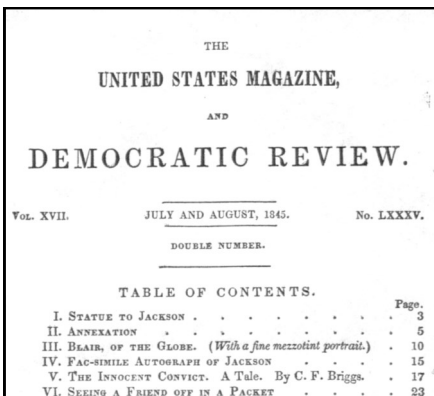 THE
UNITED STATES MAGAZINE,
AND
DEMOCRATIC REVIEW.
VOL. XVII. JULY AND AUGUST, 1845. NO. LXXXV.
DOUBLE NUMBER.
TABLE OF CONTENTS.
Page.
I. STATUE TO JACKSON . . . . . . . . 3
II. ANNEXATION . . . . . . . . . 5
III. BLAIR, OF THE GLOBE. (With a fine mezzotint portrait.) . 10
IV. FAC-SIMILE AUTOGRAPH OF JACKSON . . . . 15
V. THE INNOCENT CONVICT. A Tale. By C. F. Briggs. . 17
VI. SEEING A FRIEND OFF IN A PACKET . . . . 23